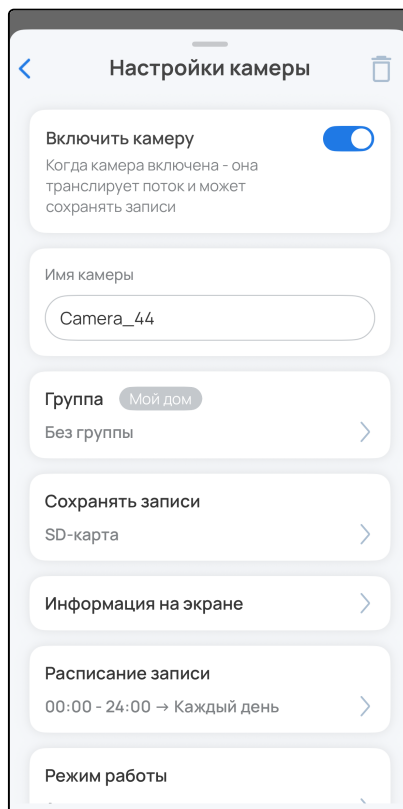 Настройки камеры
Включить камеру
Когда камера включена - она
транслирует поток и может
сохранять записи
Имя камеры
Camera_44
Группа Мой дом
Без группы
Сохранять записи
SD-карта
Информация на экране
Расписание записи
00:00 - 24:00 → Каждый день
Режим работы